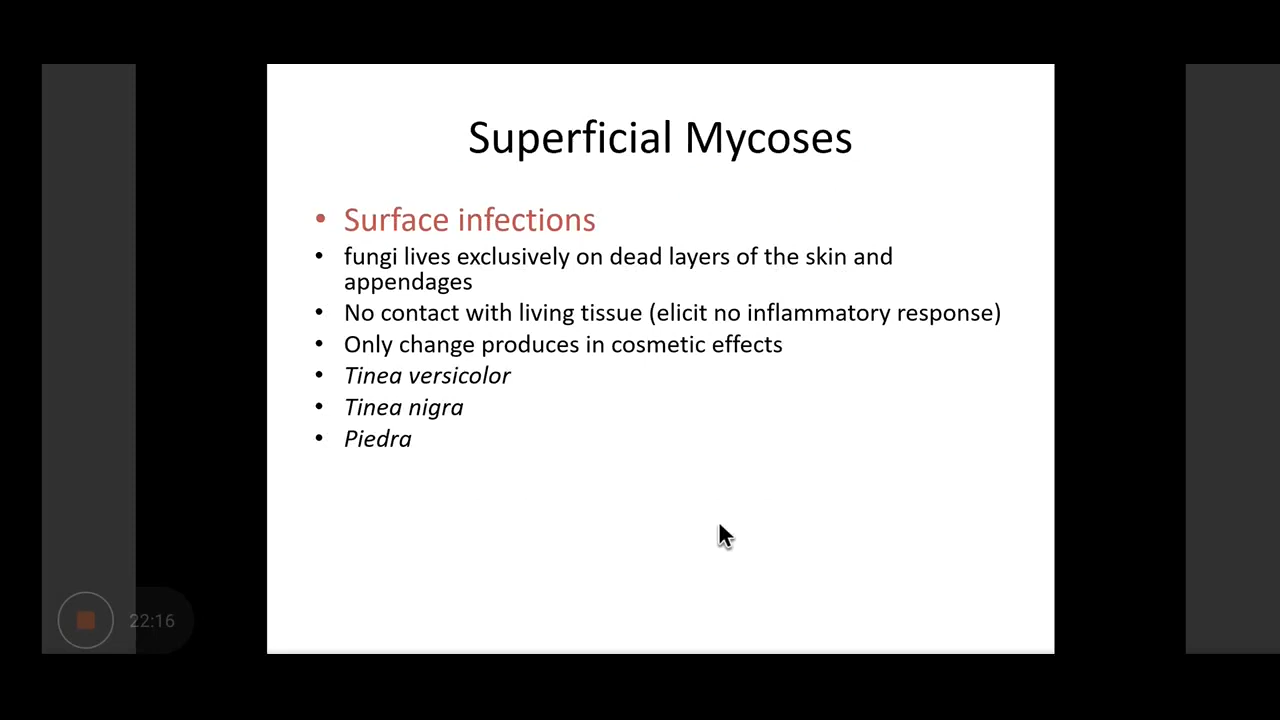 Superficial Mycoses
• Surface infections
• fungi lives exclusively on dead layers of the skin and
appendages
• No contact with living tissue (elicit no inflammatory response)
• Only change produces in cosmetic effects
• Tinea versicolor
• Tinea nigra
• Piedra
22:16